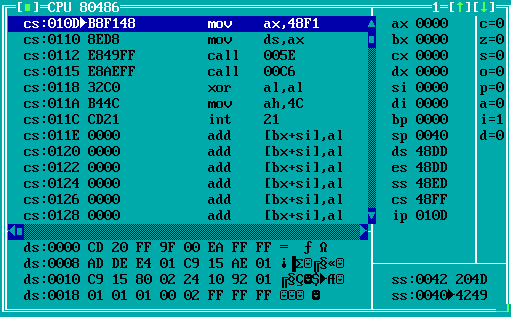 [■]=CPU 80486 1=[↑][↓]
cs:010D►B8F148 mov ax,48F1 ▲ ax 0000 c=0
cs:0110 8ED8 mov ds,ax bx 0000 z=0
cs:0112 E849FF call 005E cx 0000 s=0
cs:0115 E8AEFF call 00C6 dx 0000 o=0
cs:0118 32C0 xor al,al si 0000 p=0
cs:011A B44C mov ah,4C di 0000 a=0
cs:011C CD21 int 21 bp 0000 i=1
cs:011E 0000 add [bx+si],al sp 0040 d=0
cs:0120 0000 add [bx+si],al ds 48DD
cs:0122 0000 add [bx+si],al es 48DD
cs:0124 0000 add [bx+si],al ss 48ED
cs:0126 0000 add [bx+si],al cs 48FF
cs:0128 0000 add [bx+si],al ▼ ip 010D
ds:0000 CD 20 FF 9F 00 EA FF FF = ƒ Ω
ds:0008 AD DE E4 01 C9 15 AE 01 ¡▐Σ☺╔§«☺
ds:0010 C9 15 80 02 24 10 92 01 ╔§Ç☻$►Æ☺ ss:0042 204D
ds:0018 01 01 01 00 02 FF FF FF ☺☺☺ ☻ ss:0040►4249